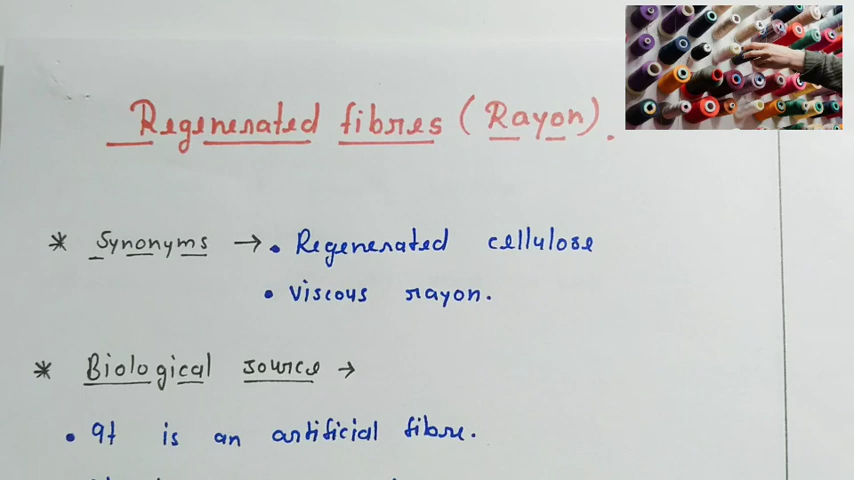 Regenerated fibres (Rayon).
* Synonyms → • Regenerated cellulose
• Viscous rayon.
* Biological source →
• It is an artificial fibre.